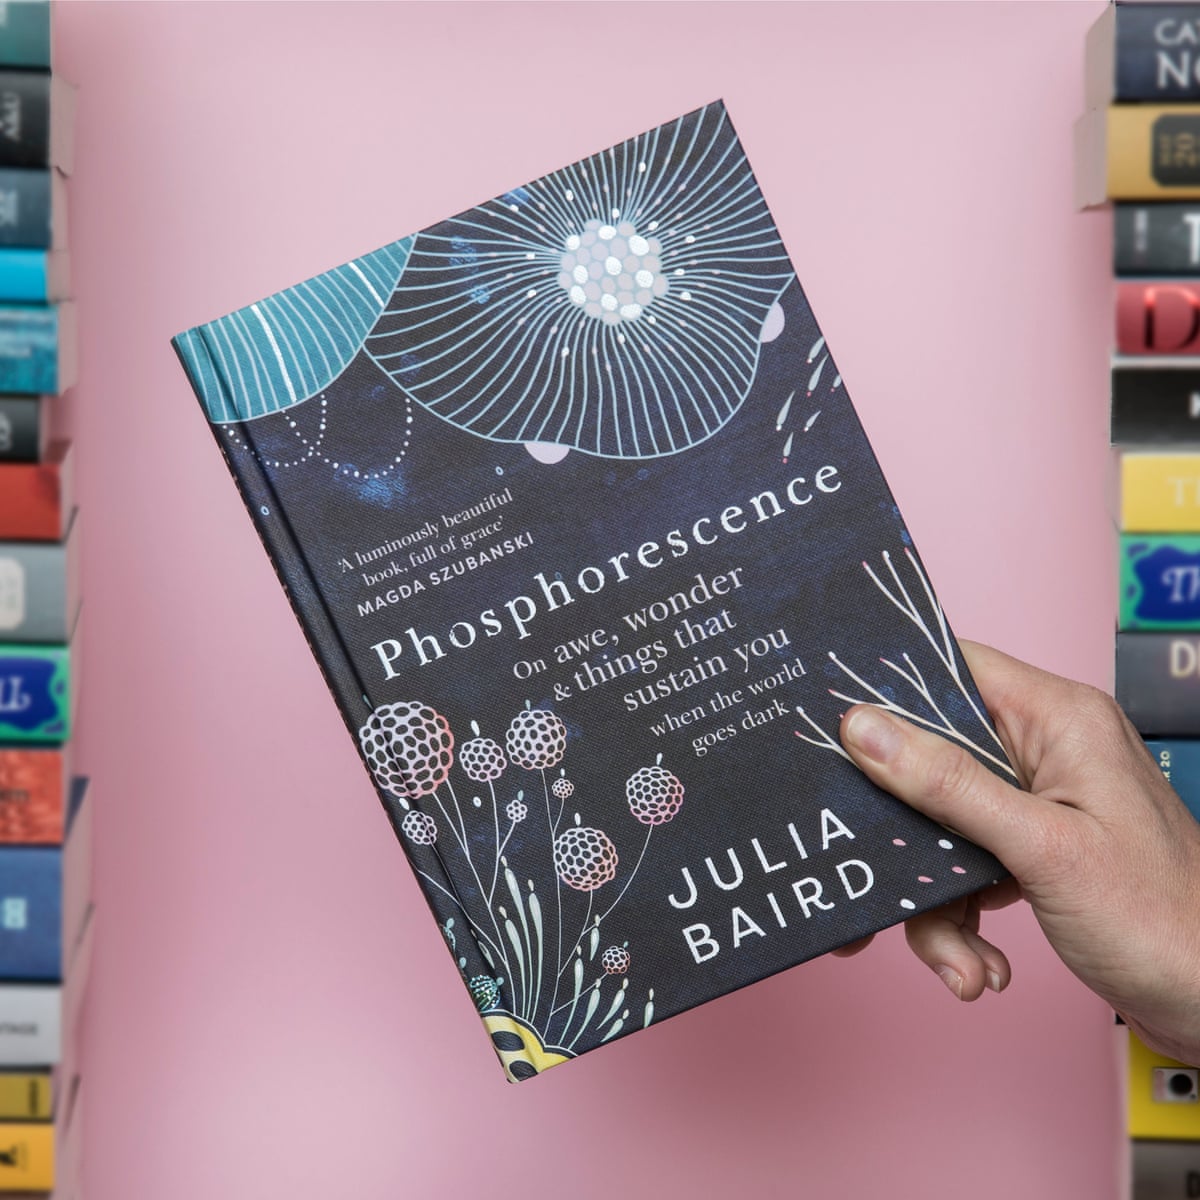 'A luminously beautiful
book, full of grace'
MAGDA SZUBANSKI
Phosphorescence
On awe, wonder
& things that
sustain you
when the world
goes dark
JULIA
BAIRD